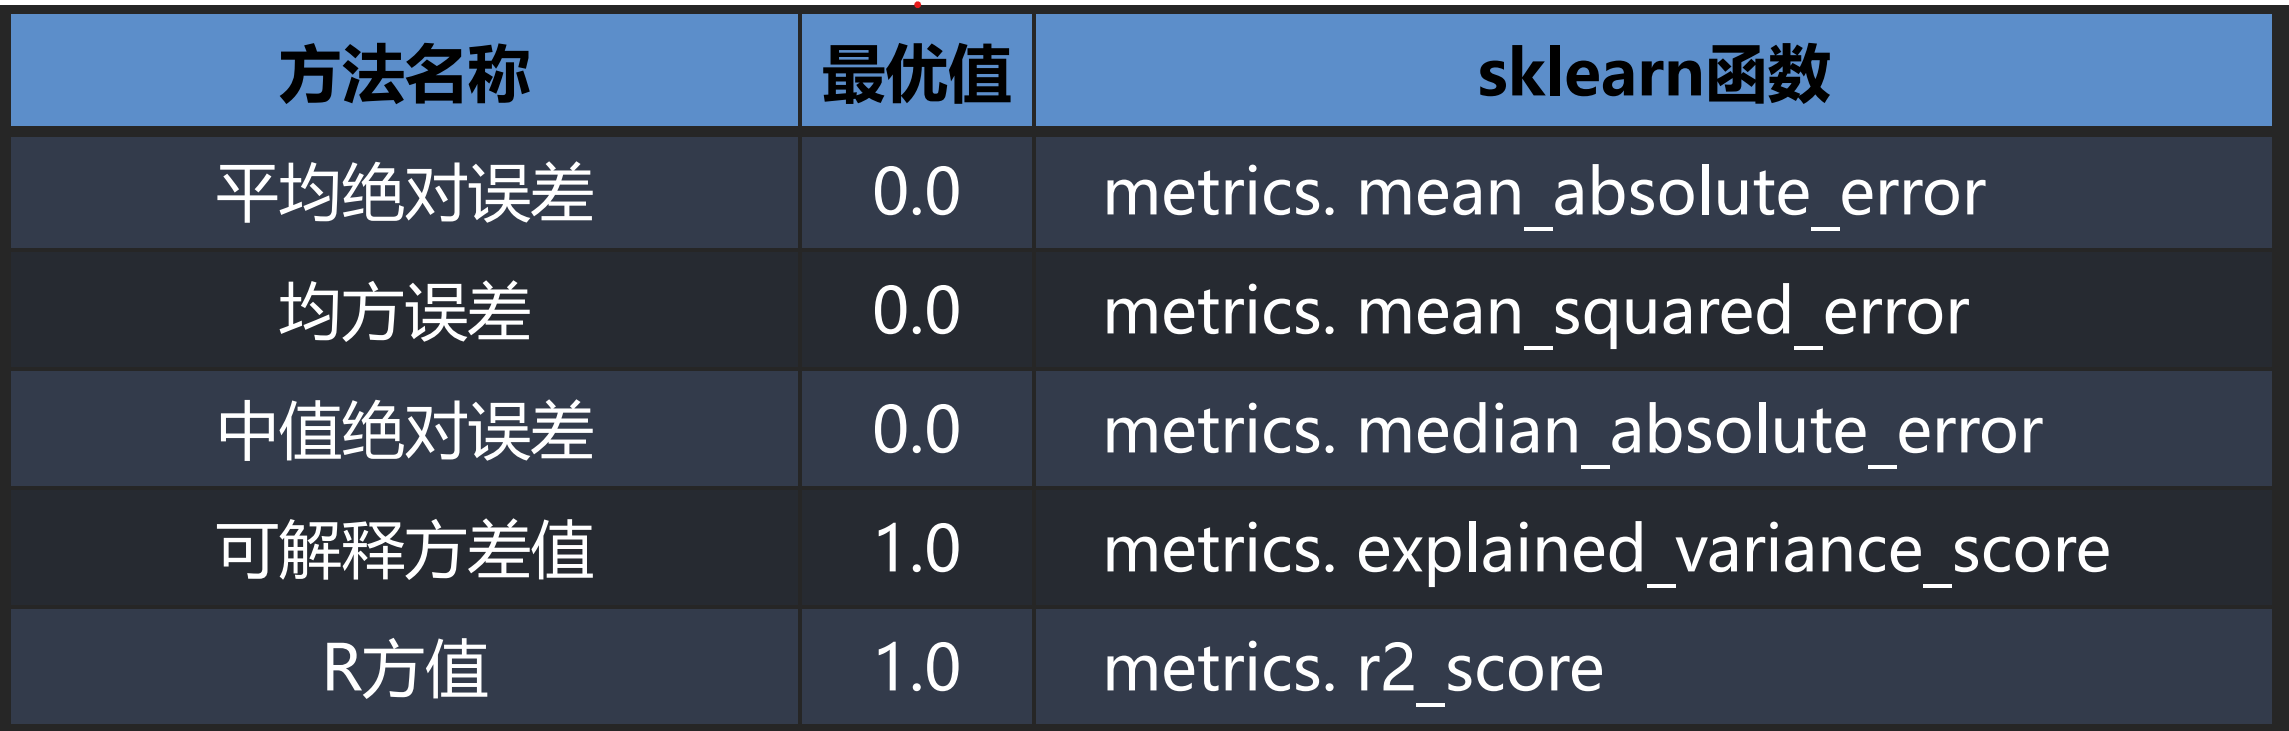 方法名称 最优值 sklearn函数
平均绝对误差 0.0 metrics. mean_absolute_error
均方误差 0.0 metrics. mean_squared_error
中值绝对误差 0.0 metrics. median_absolute_error
可解释方差值 1.0 metrics. explained_variance_score
R方值 1.0 metrics. r2_score